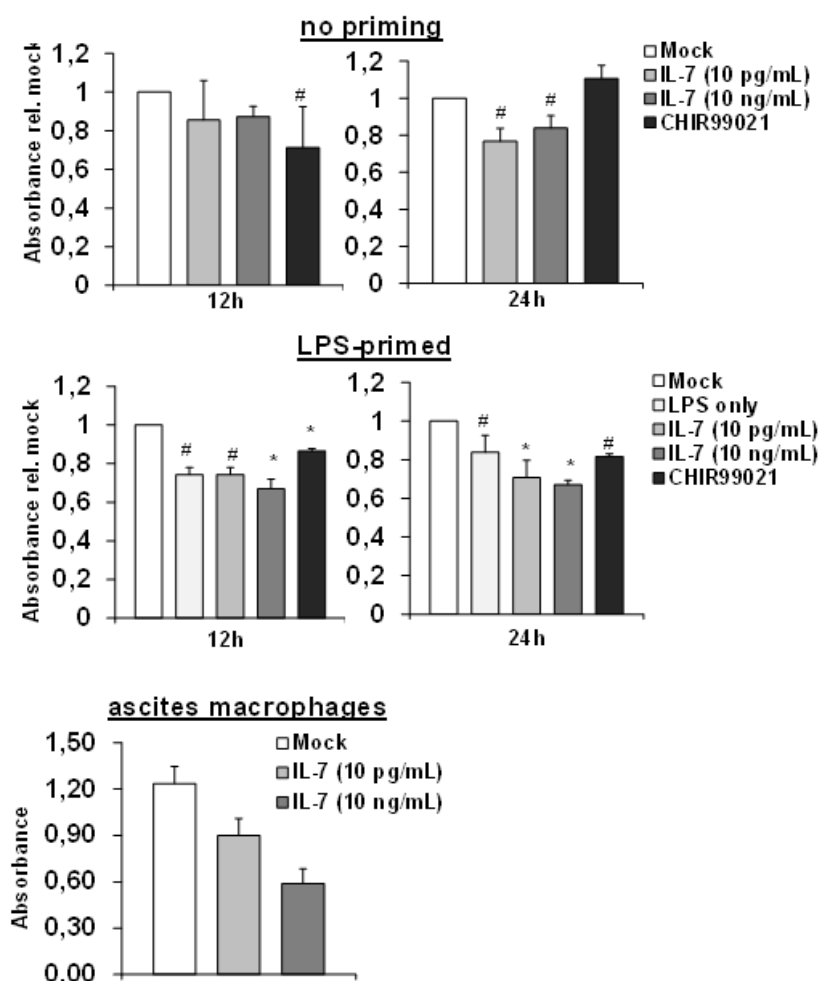 no priming
Absorbance rel. mock
1,2
1
0,8
0,6
0,4
0,2
0
#
12h
1,2
1
0,8
0,6
0,4
0,2
0
# #
24h
Mock
IL-7 (10 pg/mL)
IL-7 (10 ng/mL)
CHIR99021
LPS-primed
Absorbance rel. mock
1,2
1
0,8
0,6
0,4
0,2
0
# # * *
12h
1,2
1
0,8
0,6
0,4
0,2
0
# * * #
24h
Mock
LPS only
IL-7 (10 pg/mL)
IL-7 (10 ng/mL)
CHIR99021
ascites macrophages
Absorbance
1,50
1,20
0,90
0,60
0,30
0,00
Mock
IL-7 (10 pg/mL)
IL-7 (10 ng/mL)